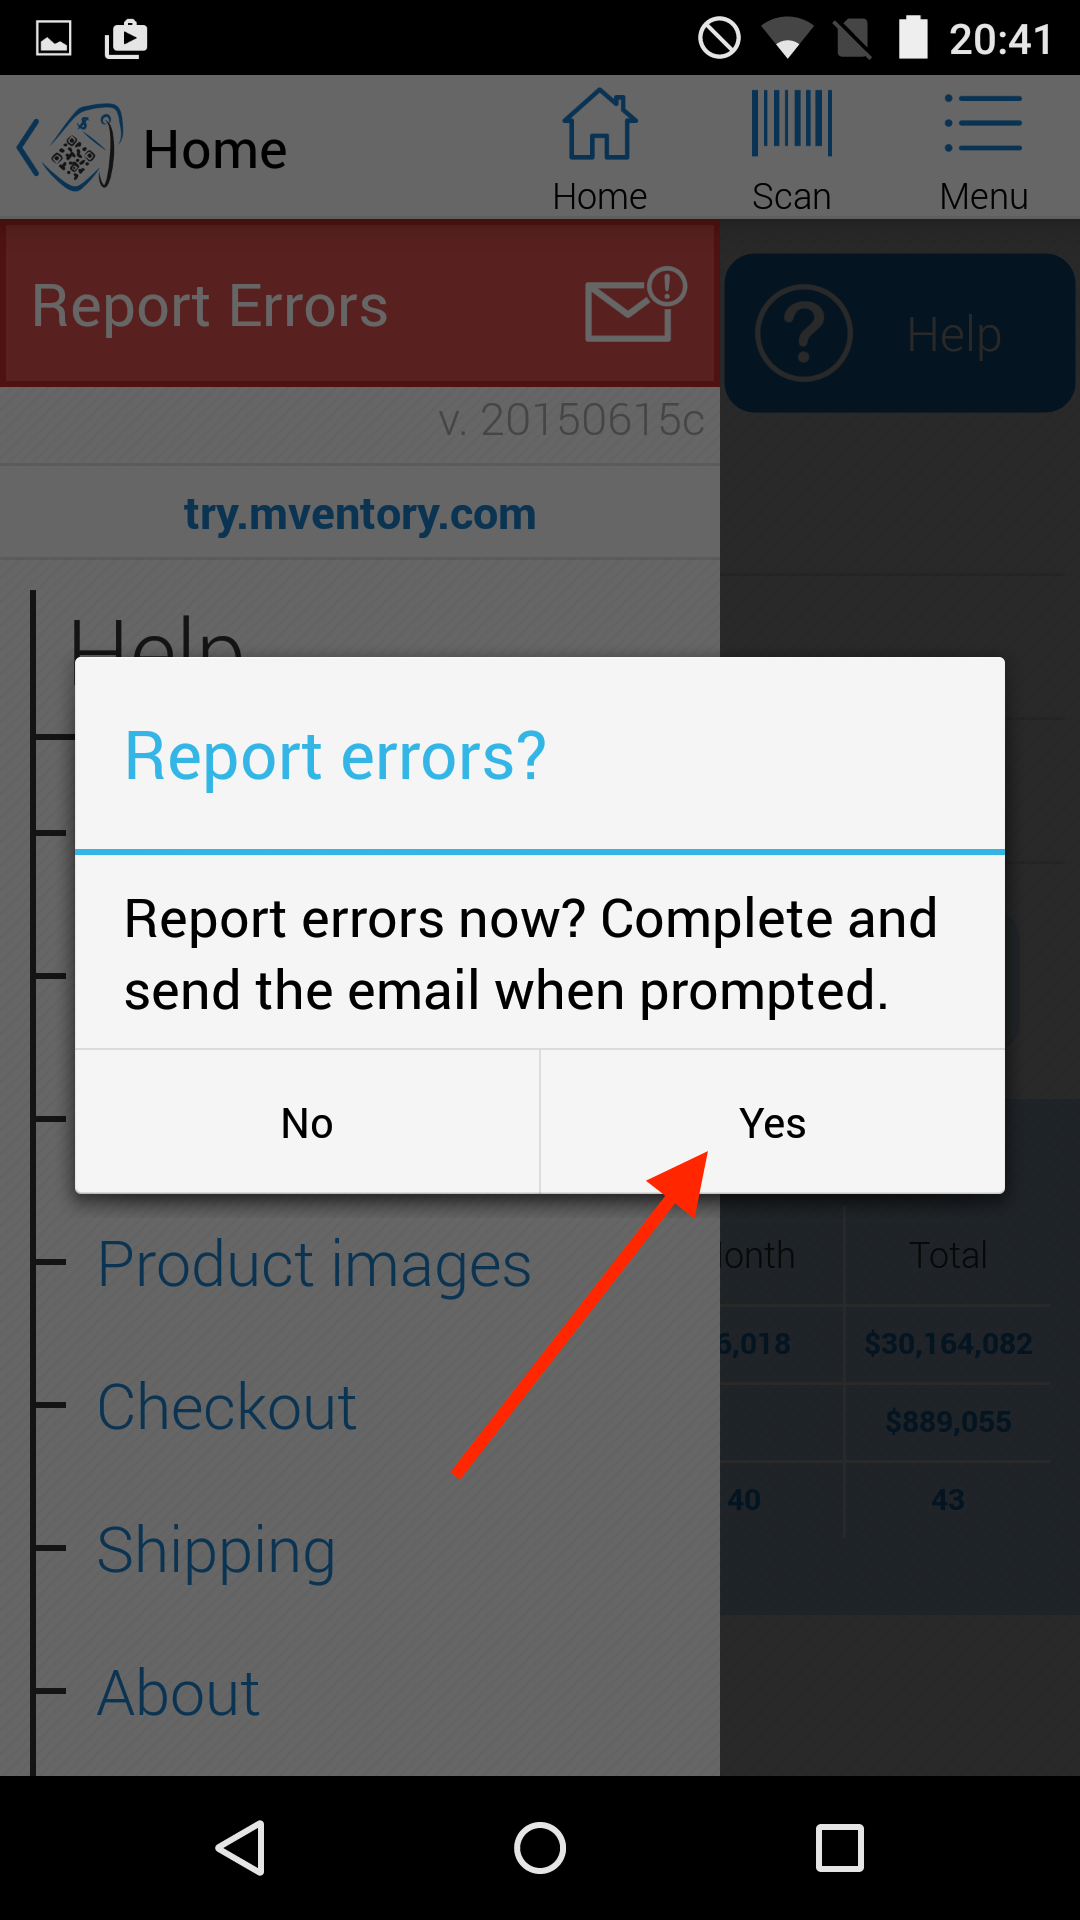 20:41
Home
Home
Scan
Menu
Report Errors
Help
v. 20150615c
try.mventory.com
Help
Report errors?
Report errors now? Complete and
send the email when prompted.
No
Yes
Product images
onth
Total
6,018
$30,164,082
Checkout
$889,055
40
43
Shipping
About